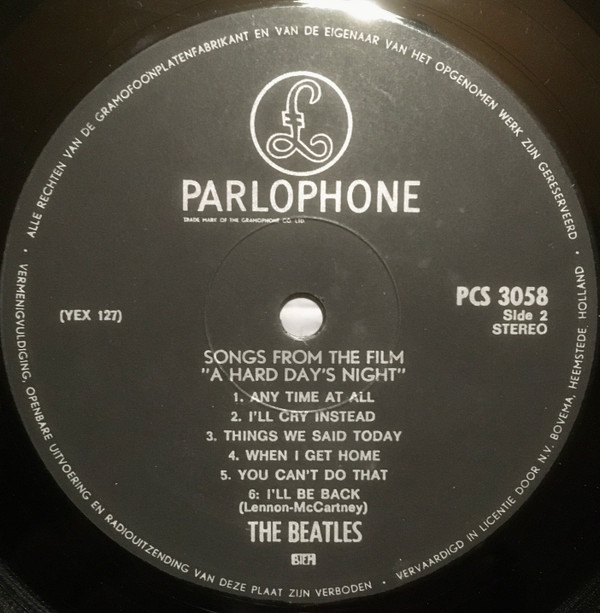 ALLE RECHTEN VAN DE GRAMOFOONPLATENFABRIKANT EN VAN DE EIGENAAR VAN HET OPGENOMEN WERK ZIJN GERESERVEERD
£
PARLOPHONE
TRADE MARK OF THE GRAMOPHONE CO. LTD.
(YEX 127)
PCS 3058
Side 2
STEREO
SONGS FROM THE FILM
"A HARD DAY'S NIGHT"
1. ANY TIME AT ALL
2. I'LL CRY INSTEAD
3. THINGS WE SAID TODAY
4. WHEN I GET HOME
5. YOU CAN'T DO THAT
6: I'LL BE BACK
(Lennon-McCartney)
THE BEATLES
BIEM
• VERMENIGVULDIGING, OPENBARE UITVOERING EN RADIOUITZENDING VAN DEZE PLAAT ZIJN VERBODEN • VERVAARDIGD IN LICENTIE DOOR N.V. BOVEMA, HEEMSTEDE, HOLLAND •